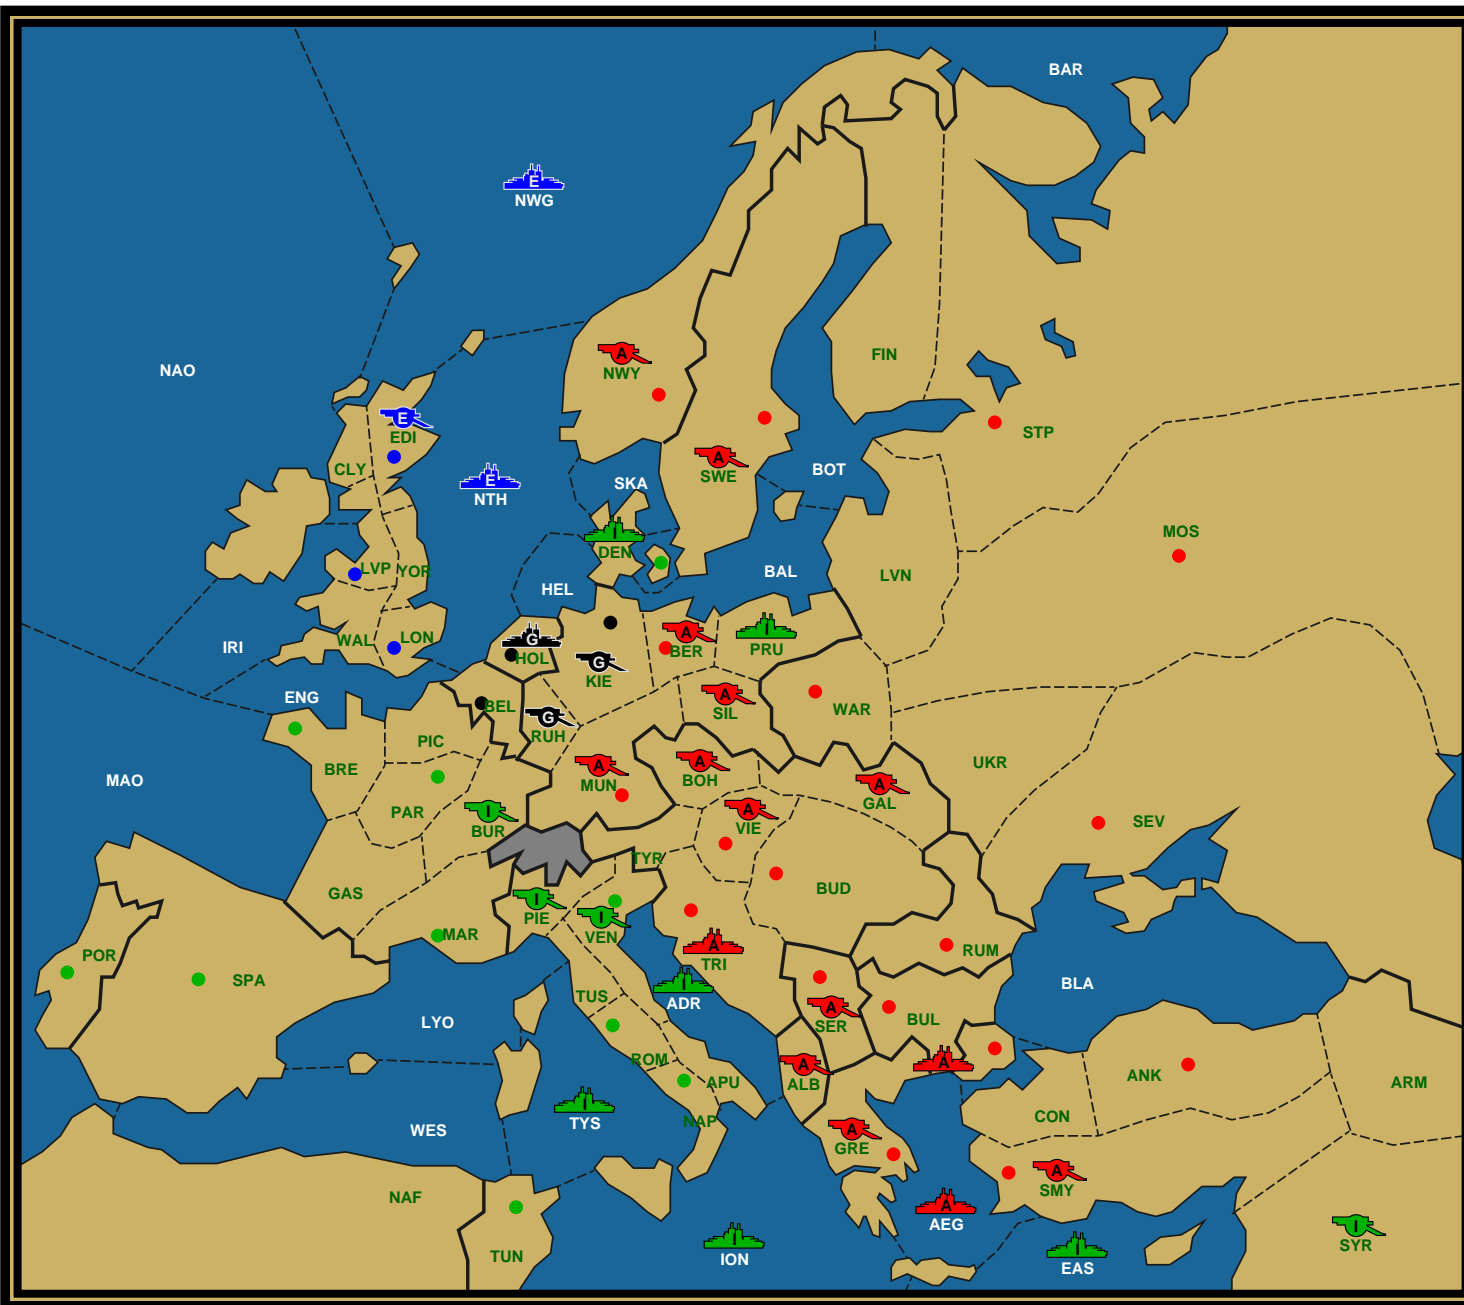 BAR
E
NWG
NAO
A
NWY
FIN
E
EDI
STP
CLY
A
SWE
BOT
SKA
E
NTH
MOS
I
DEN
LVP
YOR
HEL
BAL
LVN
IRI
WAL
LON
G
HOL
G
KIE
A
BER
I
PRU
ENG
BEL
G
RUH
A
SIL
WAR
PIC
BRE
MAO
A
MUN
A
BOH
UKR
A
GAL
PAR
I
BUR
A
VIE
SEV
TYR
GAS
BUD
I
PIE
I
VEN
MAR
A
TRI
RUM
POR
SPA
TUS
I
ADR
BLA
LYO
A
SER
BUL
ROM
A
ALB
A
APU
ANK
ARM
I
TYS
NAP
CON
WES
A
GRE
A
SMY
NAF
A
AEG
I
SYR
TUN
I
ION
I
EAS